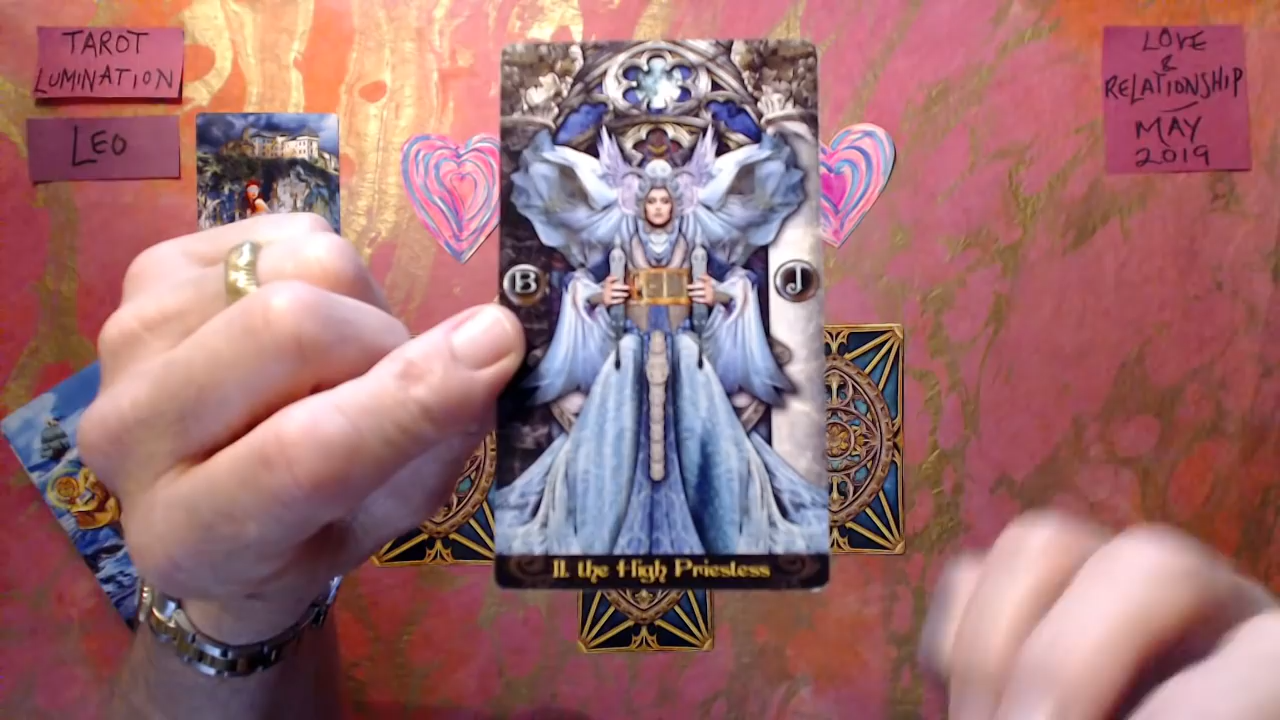 TAROT
LUMINATION
LEO
LOVE
&
RELATIONSHIP
MAY
2019
B
J
II. the High Priestess